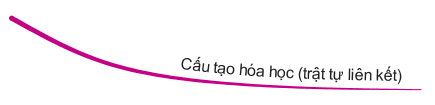 Cấu tạo hóa học (trật tự liên kết)